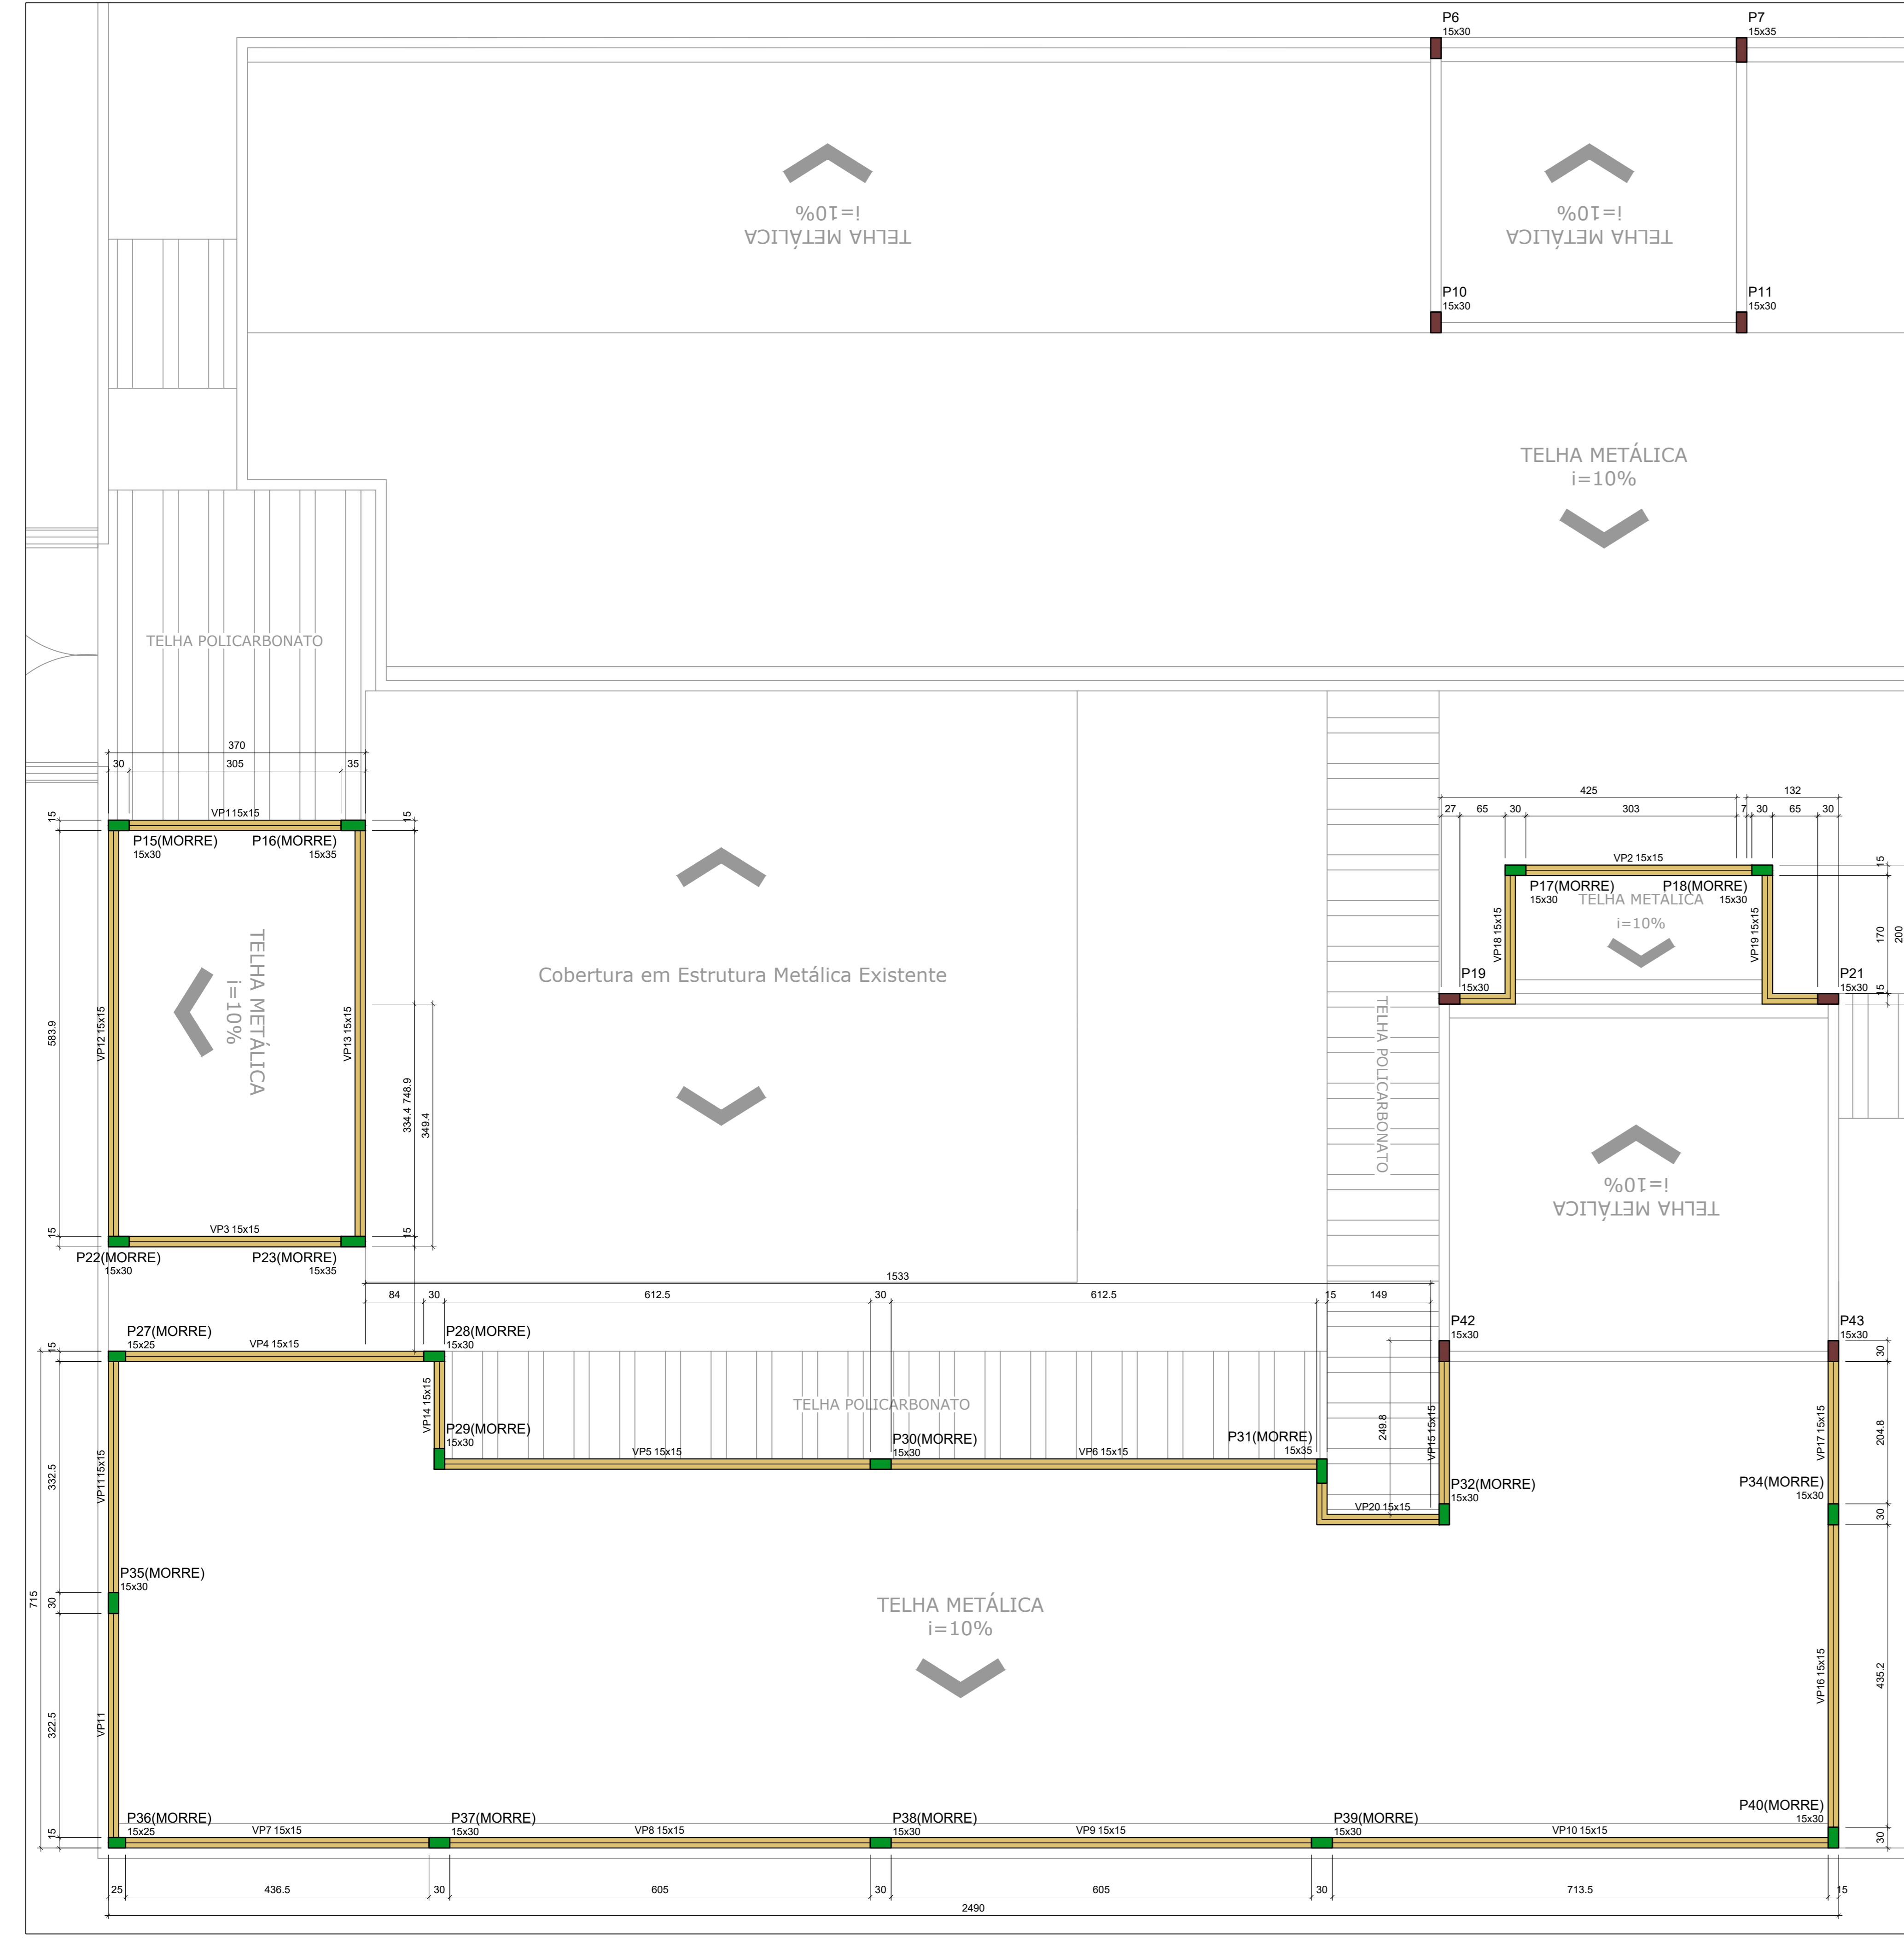 P6
15x30
P7
15x35
i=10%
TELHA METÁLICA
i=10%
TELHA METÁLICA
P10
15x30
P11
15x30
TELHA METÁLICA
i=10%
TELHA POLICARBONATO
370
30
305
35
15
VP1 15x15
15
P15(MORRE)
15x30
P16(MORRE)
15x35
425
132
27
65
30
303
7
30
65
30
VP2 15x15
15
P17(MORRE)
15x30
P18(MORRE)
15x30
TELHA METÁLICA
i=10%
VP18 15x15
VP19 15x15
170
200
P19
15x30
P21
15x30
15
TELHA METÁLICA
i=10%
Cobertura em Estrutura Metálica Existente
583.9
VP12 15x15
VP13 15x15
334.4
748.9
349.4
TELHA POLICARBONATO
i=10%
TELHA METÁLICA
15
VP3 15x15
15
P22(MORRE)
15x30
P23(MORRE)
15x35
1533
84
30
612.5
30
612.5
15
149
P42
15x30
P43
15x30
30
15
P27(MORRE)
15x25
VP4 15x15
P28(MORRE)
15x30
VP14 15x15
TELHA POLICARBONATO
249.8
VP15 15x15
VP17 15x15
204.8
P29(MORRE)
15x30
VP5 15x15
P30(MORRE)
15x30
VP6 15x15
P31(MORRE)
15x35
332.5
VP11 15x15
VP20 15x15
P32(MORRE)
15x30
P34(MORRE)
15x30
30
P35(MORRE)
15x30
715
30
TELHA METÁLICA
i=10%
322.5
VP11
VP16 15x15
435.2
15
P36(MORRE)
15x25
VP7 15x15
P37(MORRE)
15x30
VP8 15x15
P38(MORRE)
15x30
VP9 15x15
P39(MORRE)
15x30
VP10 15x15
P40(MORRE)
15x30
30
25
436.5
30
605
30
605
30
713.5
15
2490